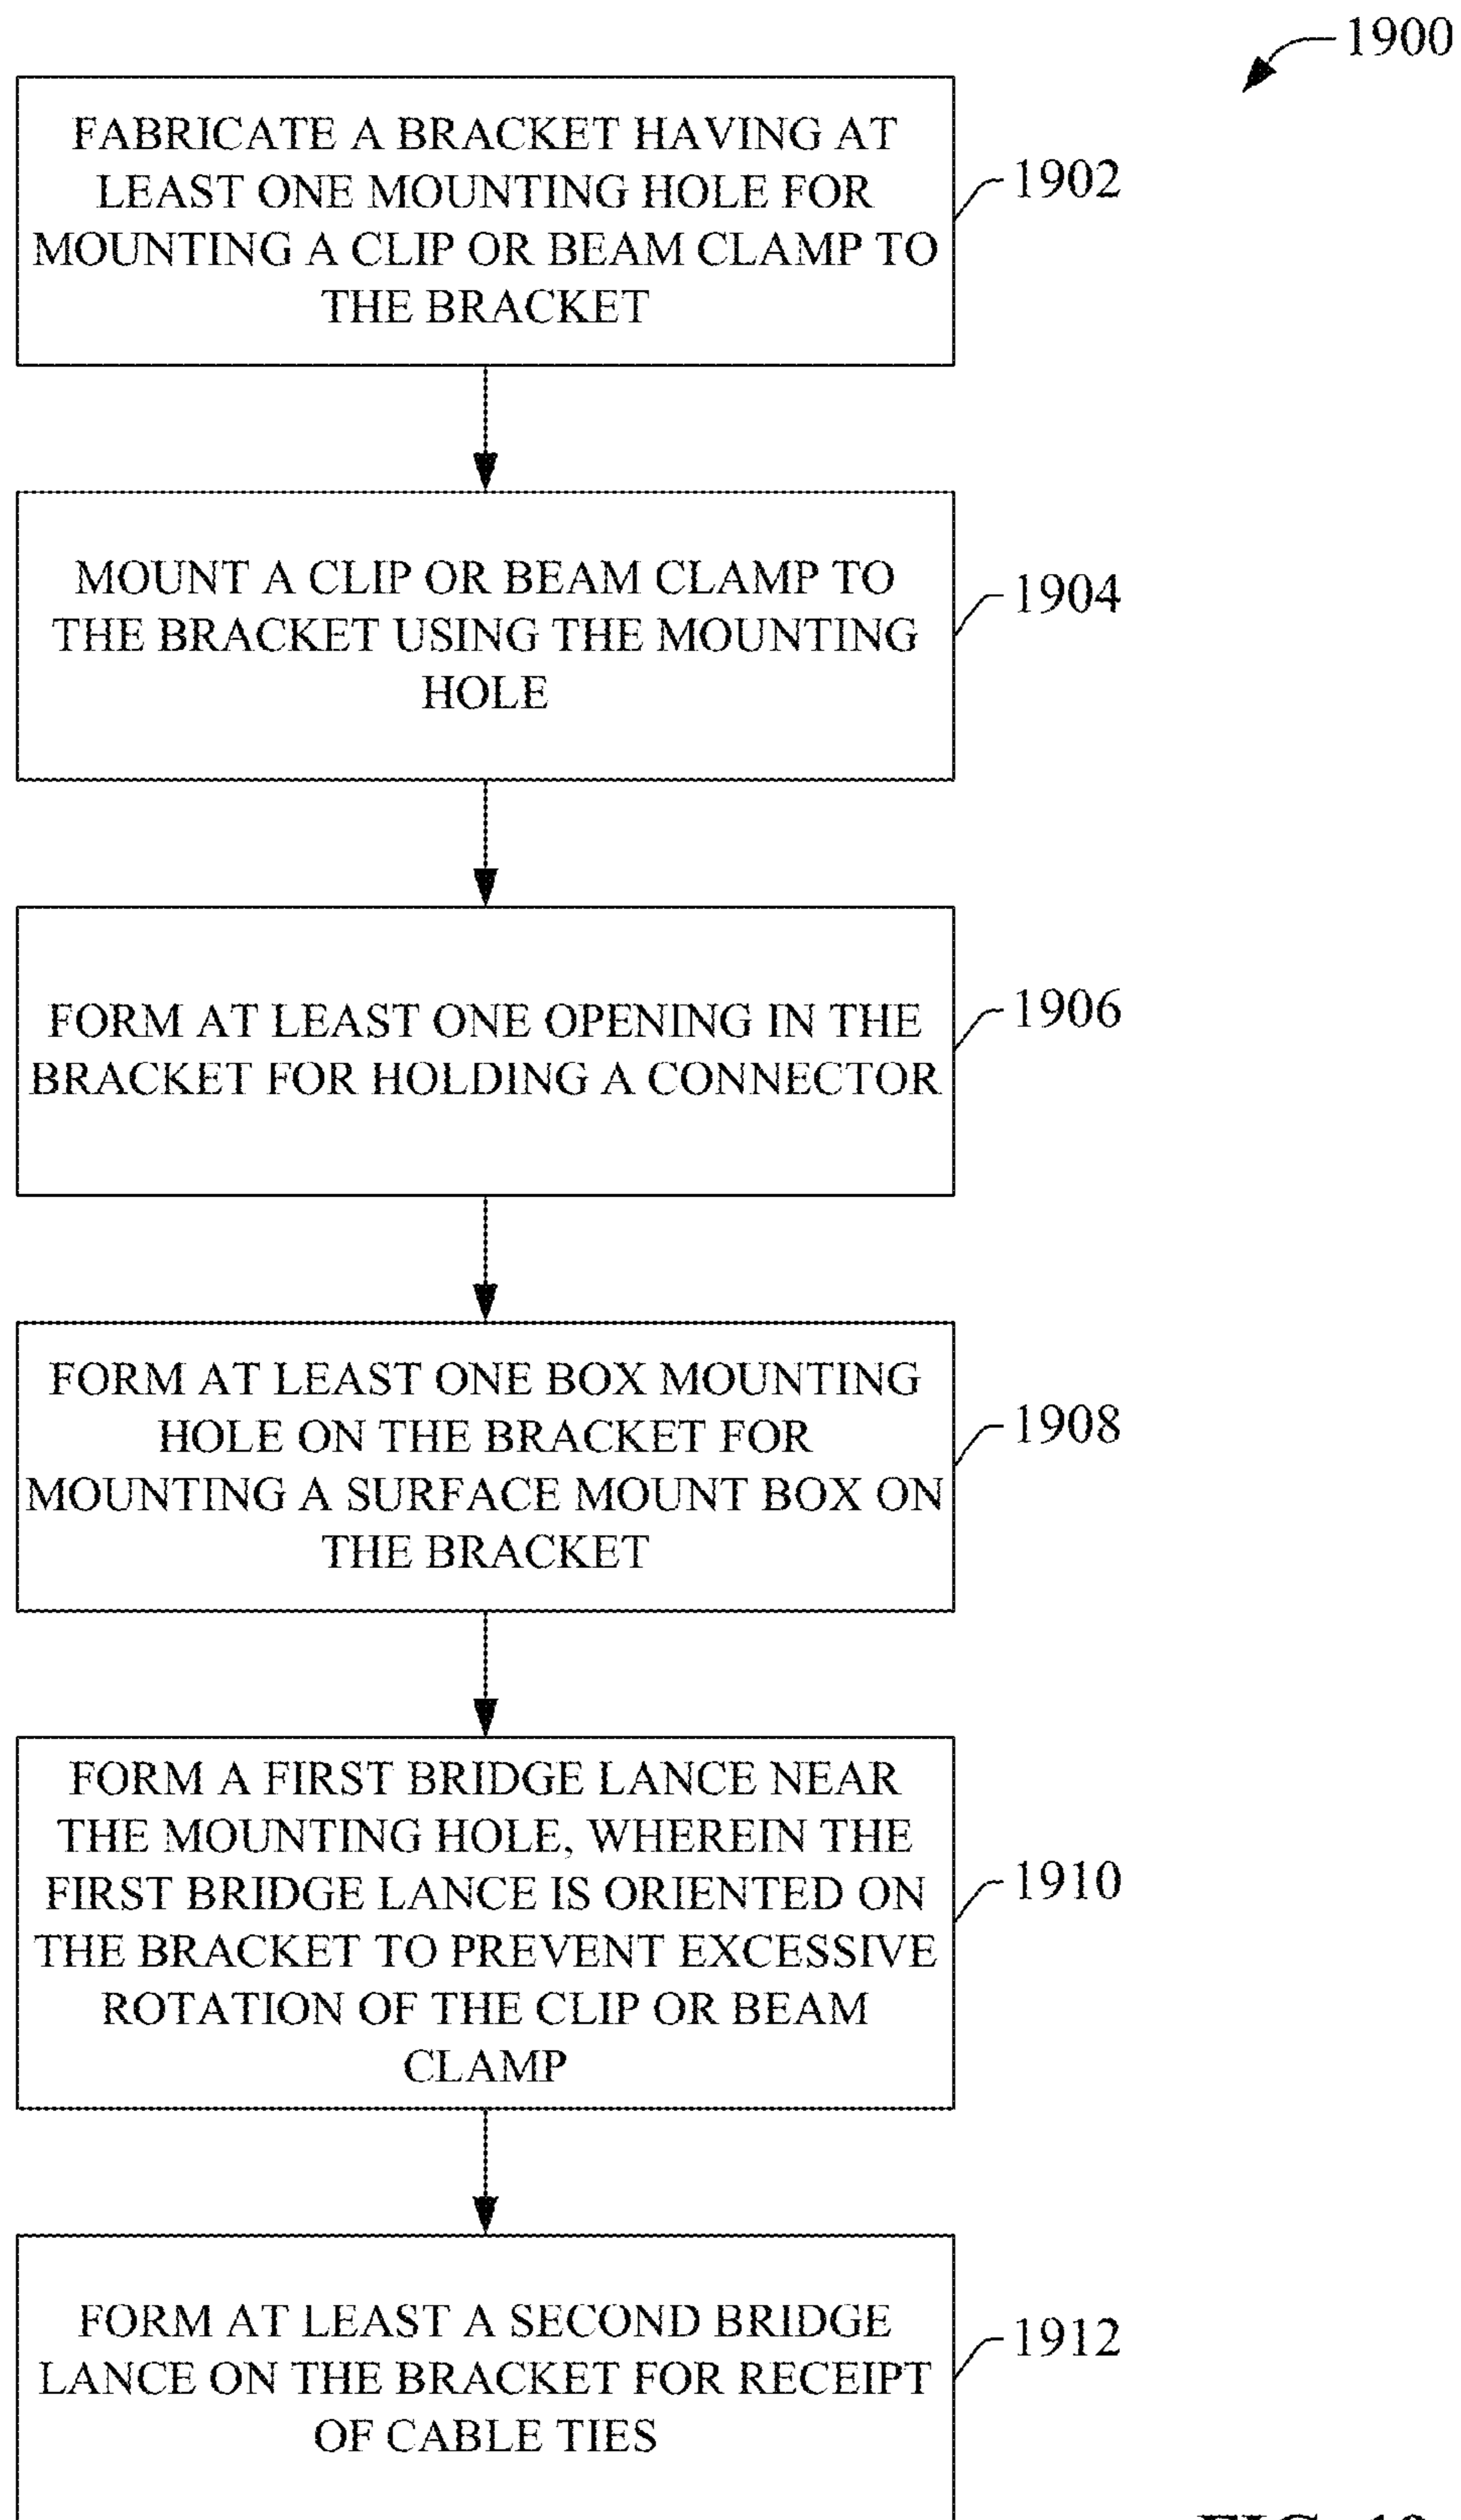 1900
FABRICATE A BRACKET HAVING AT
LEAST ONE MOUNTING HOLE FOR
MOUNTING A CLIP OR BEAM CLAMP TO
THE BRACKET
1902
MOUNT A CLIP OR BEAM CLAMP TO
THE BRACKET USING THE MOUNTING
HOLE
1904
FORM AT LEAST ONE OPENING IN THE
BRACKET FOR HOLDING A CONNECTOR
1906
FORM AT LEAST ONE BOX MOUNTING
HOLE ON THE BRACKET FOR
MOUNTING A SURFACE MOUNT BOX ON
THE BRACKET
1908
FORM A FIRST BRIDGE LANCE NEAR
THE MOUNTING HOLE, WHEREIN THE
FIRST BRIDGE LANCE IS ORIENTED ON
THE BRACKET TO PREVENT EXCESSIVE
ROTATION OF THE CLIP OR BEAM
CLAMP
1910
FORM AT LEAST A SECOND BRIDGE
LANCE ON THE BRACKET FOR RECEIPT
OF CABLE TIES
1912